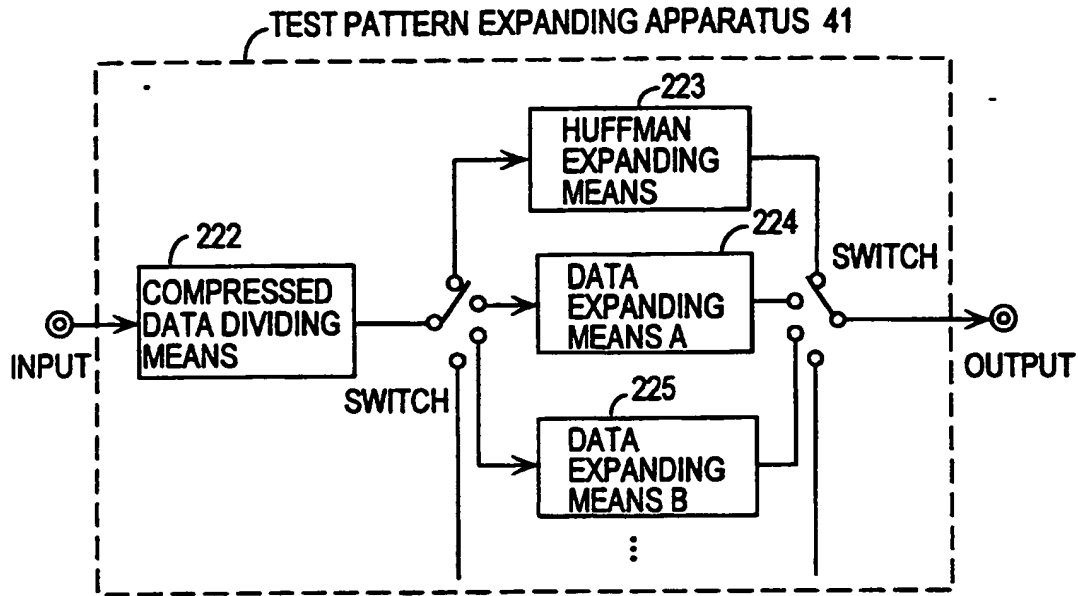 TEST PATTERN EXPANDING APPARATUS 41
223
HUFFMAN
EXPANDING
MEANS
222
COMPRESSED
DATA DIVIDING
MEANS
224
DATA
EXPANDING
MEANS A
SWITCH
INPUT
SWITCH
OUTPUT
225
DATA
EXPANDING
MEANS B